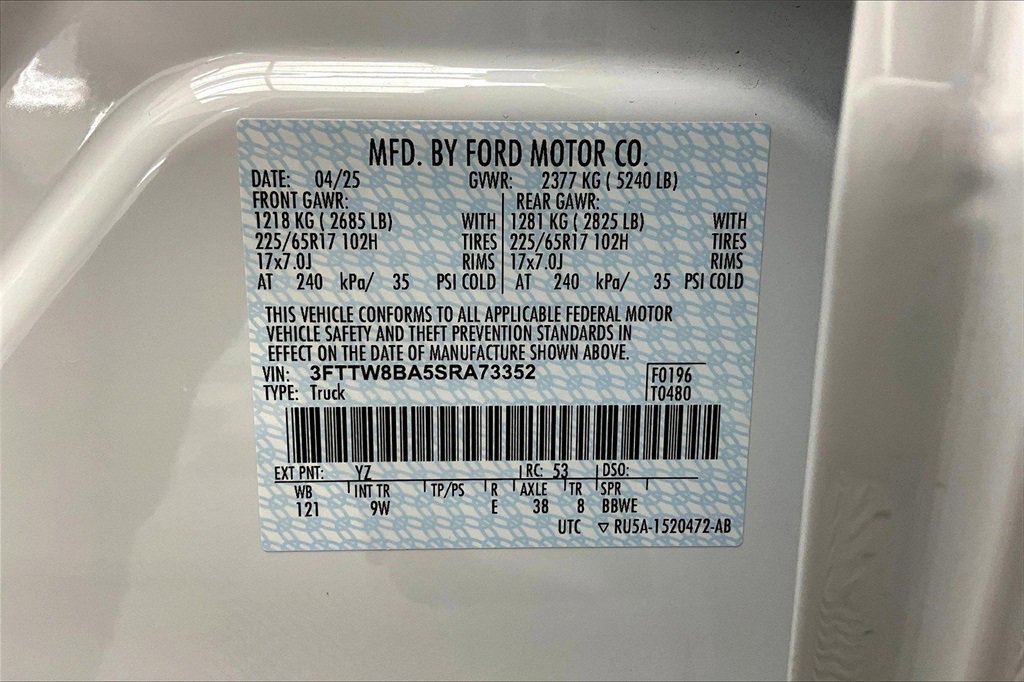 MFD. BY FORD MOTOR CO.
DATE: 04/25 GVWR: 2377 KG ( 5240 LB)
FRONT GAWR: REAR GAWR:
1218 KG ( 2685 LB) WITH 1281 KG ( 2825 LB) WITH
225/65R17 102H TIRES 225/65R17 102H TIRES
17x7.0J RIMS 17x7.0J RIMS
AT 240 kPa/ 35 PSI COLD AT 240 kPa/ 35 PSI COLD
THIS VEHICLE CONFORMS TO ALL APPLICABLE FEDERAL MOTOR
VEHICLE SAFETY AND THEFT PREVENTION STANDARDS IN
EFFECT ON THE DATE OF MANUFACTURE SHOWN ABOVE.
VIN: 3FTTW8BA5SRA73352 F0196
TYPE: Truck T0480
EXT PNT: YZ RC: 53 DSO:
WB INT TR TP/PS R AXLE TR SPR
121 9W E 38 8 BBWE
UTC ▽ RU5A-1520472-AB